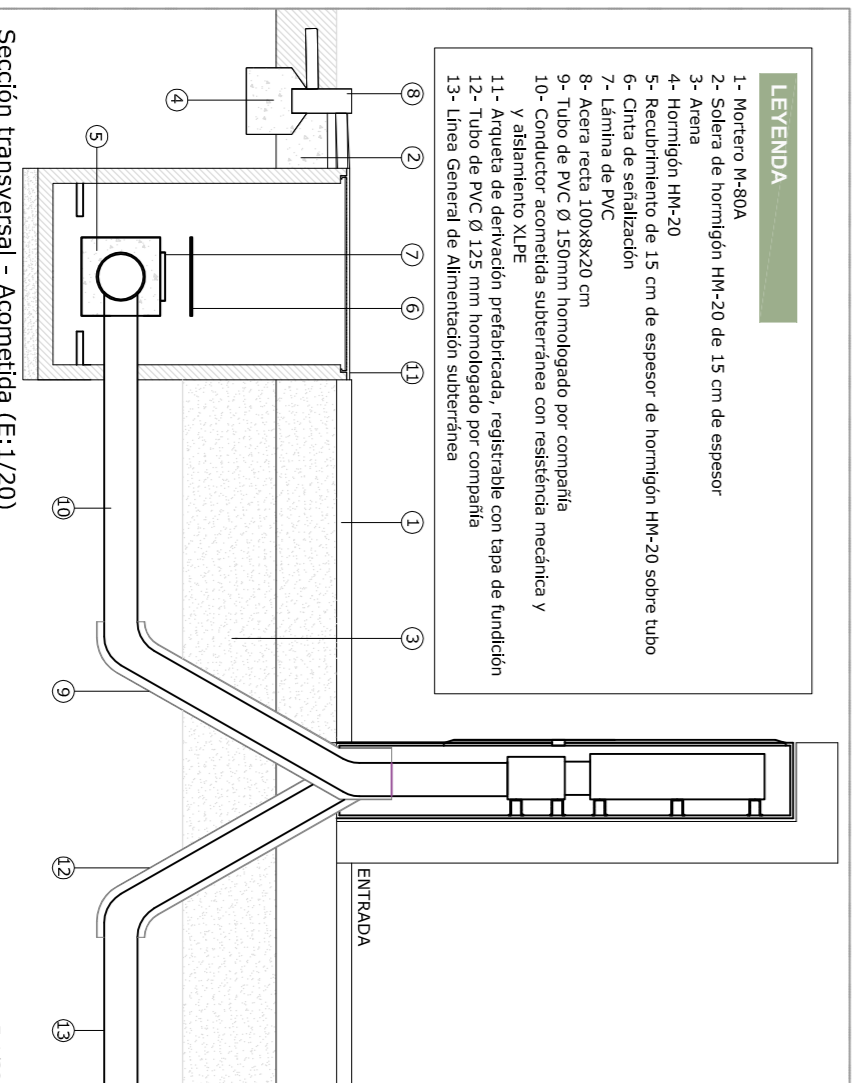 LEYENDA
1- Mortero M-80A
2- Solera de hormigón HM-20 de 15 cm de espesor
3- Arena
4- Hormigón HM-20
5- Recubrimiento de 15 cm de espesor de hormigón HM-20 sobre tubo
6- Cinta de señalización
7- Lámina de PVC
8- Acera recta 100x8x20 cm
9- Tubo de PVC Ø 150mm homologado por compañía
10- Conductor acometida subterránea con resisténcia mecánica y
y aislamiento XLPE
11- Arqueta de derivación prefabricada, registrable con tapa de fundición
12- Tubo de PVC Ø 125 mm homologado por compañía
13- Línea General de Alimentación subterránea
8
2
7
6
11
1
3
4
5
10
9
12
13
ENTRADA
Sección transversal - Acometida (E:1/20)